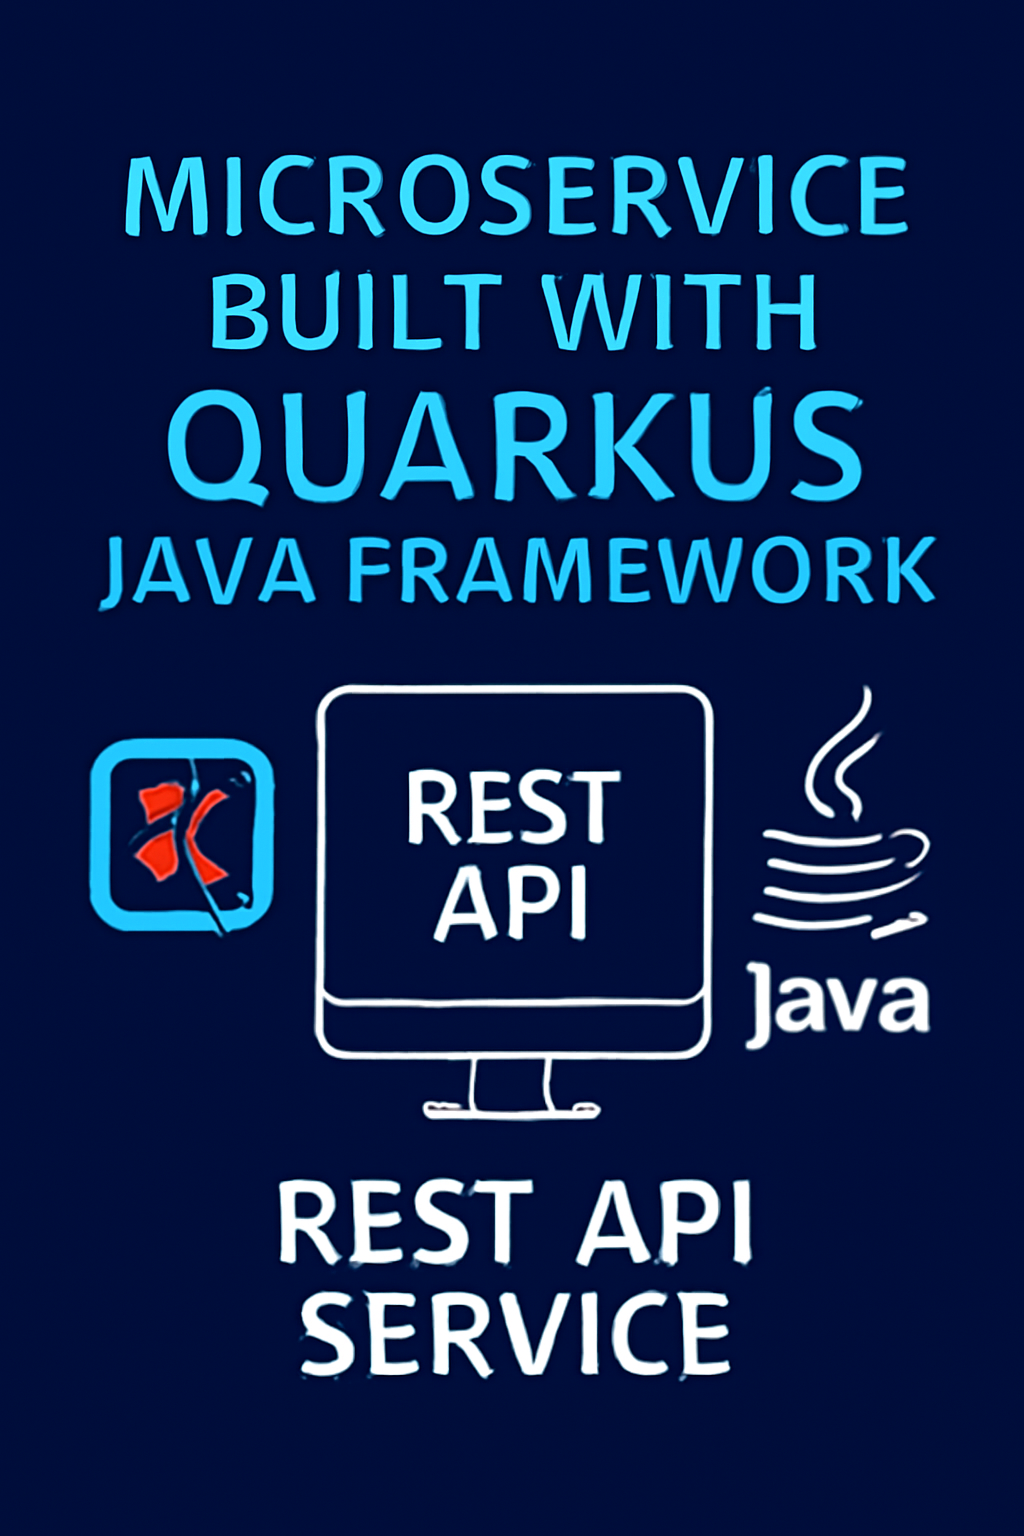 MICROSERVICE
BUILT WITH
QUARKUS
JAVA FRAMEWORK
REST
API
Java
REST API
SERVICE